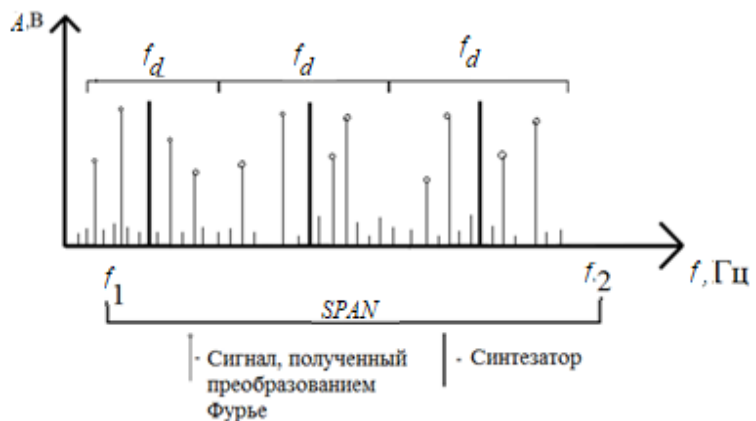 A,В
f_d f_d f_d
f_1 f_2 f, Гц
SPAN
- Сигнал, полученный
преобразованием
Фурье
- Синтезатор